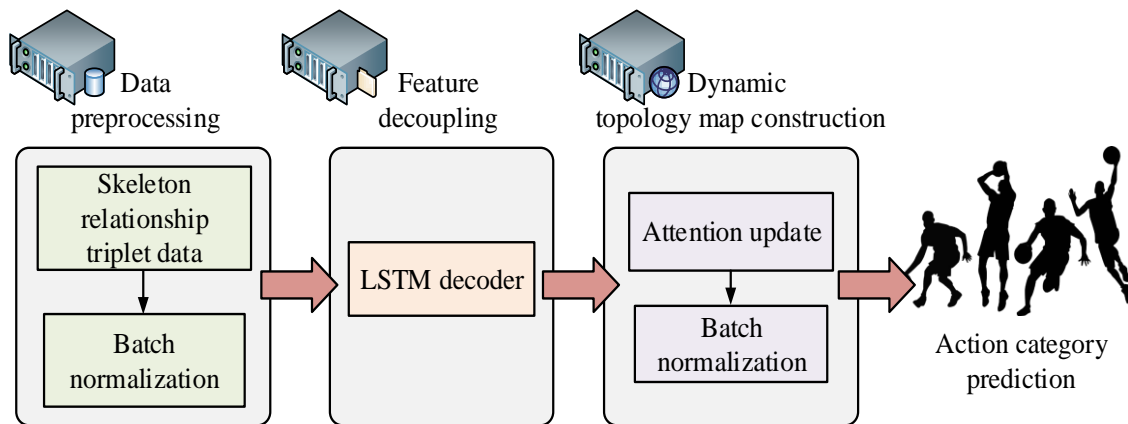 Data
preprocessing
Skeleton
relationship
triplet data
Batch
normalization
Feature
decoupling
LSTM decoder
Dynamic
topology map construction
Attention update
Batch
normalization
Action category
prediction